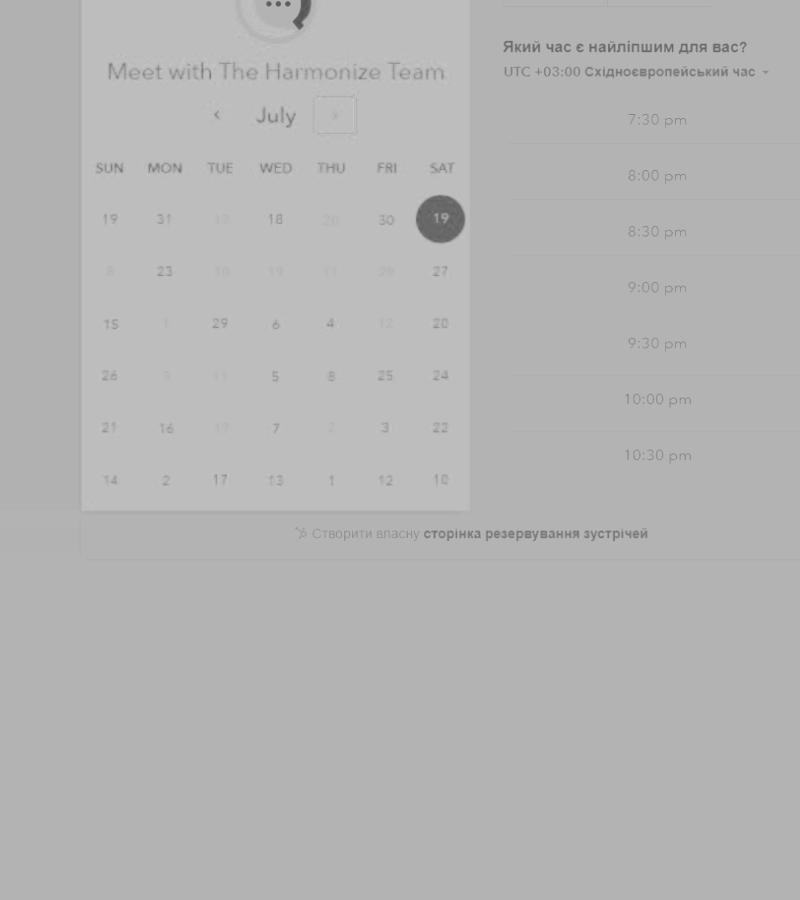 Meet with The Harmonize Team
July
SUN MON TUE WED THU FRI SAT
19 31 17 18 20 30 19
8 23 10 19 11 28 27
15 1 29 6 4 12 20
26 9 11 5 8 25 24
21 16 17 7 2 3 22
14 2 17 13 1 12 10
Створити власну сторінка резервування зустрічей
Який час є найліпшим для вас?
UTC +03:00 Східноєвропейський час
7:30 pm
8:00 pm
8:30 pm
9:00 pm
9:30 pm
10:00 pm
10:30 pm